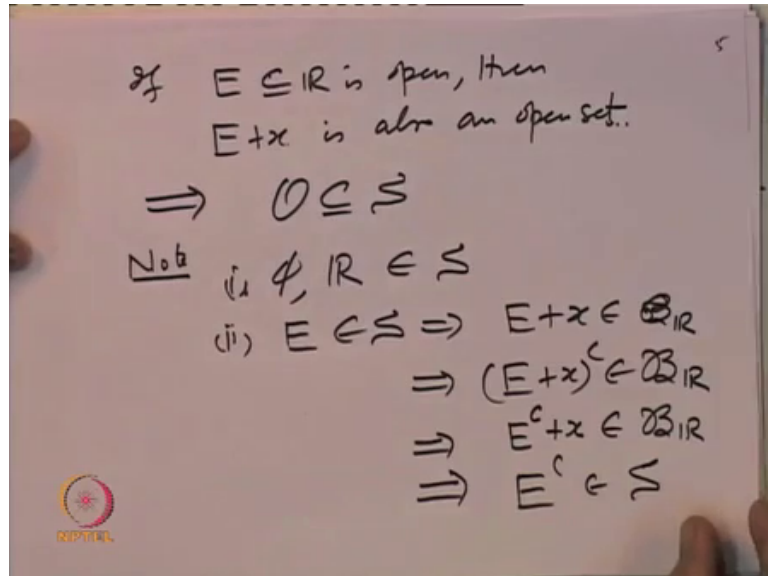 5
If E ⊆ ℝ is open, then
E+x is also an open set.
⟹ O ⊆ S
Note (i) ϕ, ℝ ∈ S
(ii) E ∈ S ⟹ E+x ∈ 𝓑ℝ
⟹ (E+x)ᶜ ∈ 𝓑ℝ
⟹ Eᶜ+x ∈ 𝓑ℝ
⟹ Eᶜ ∈ S
NPTEL